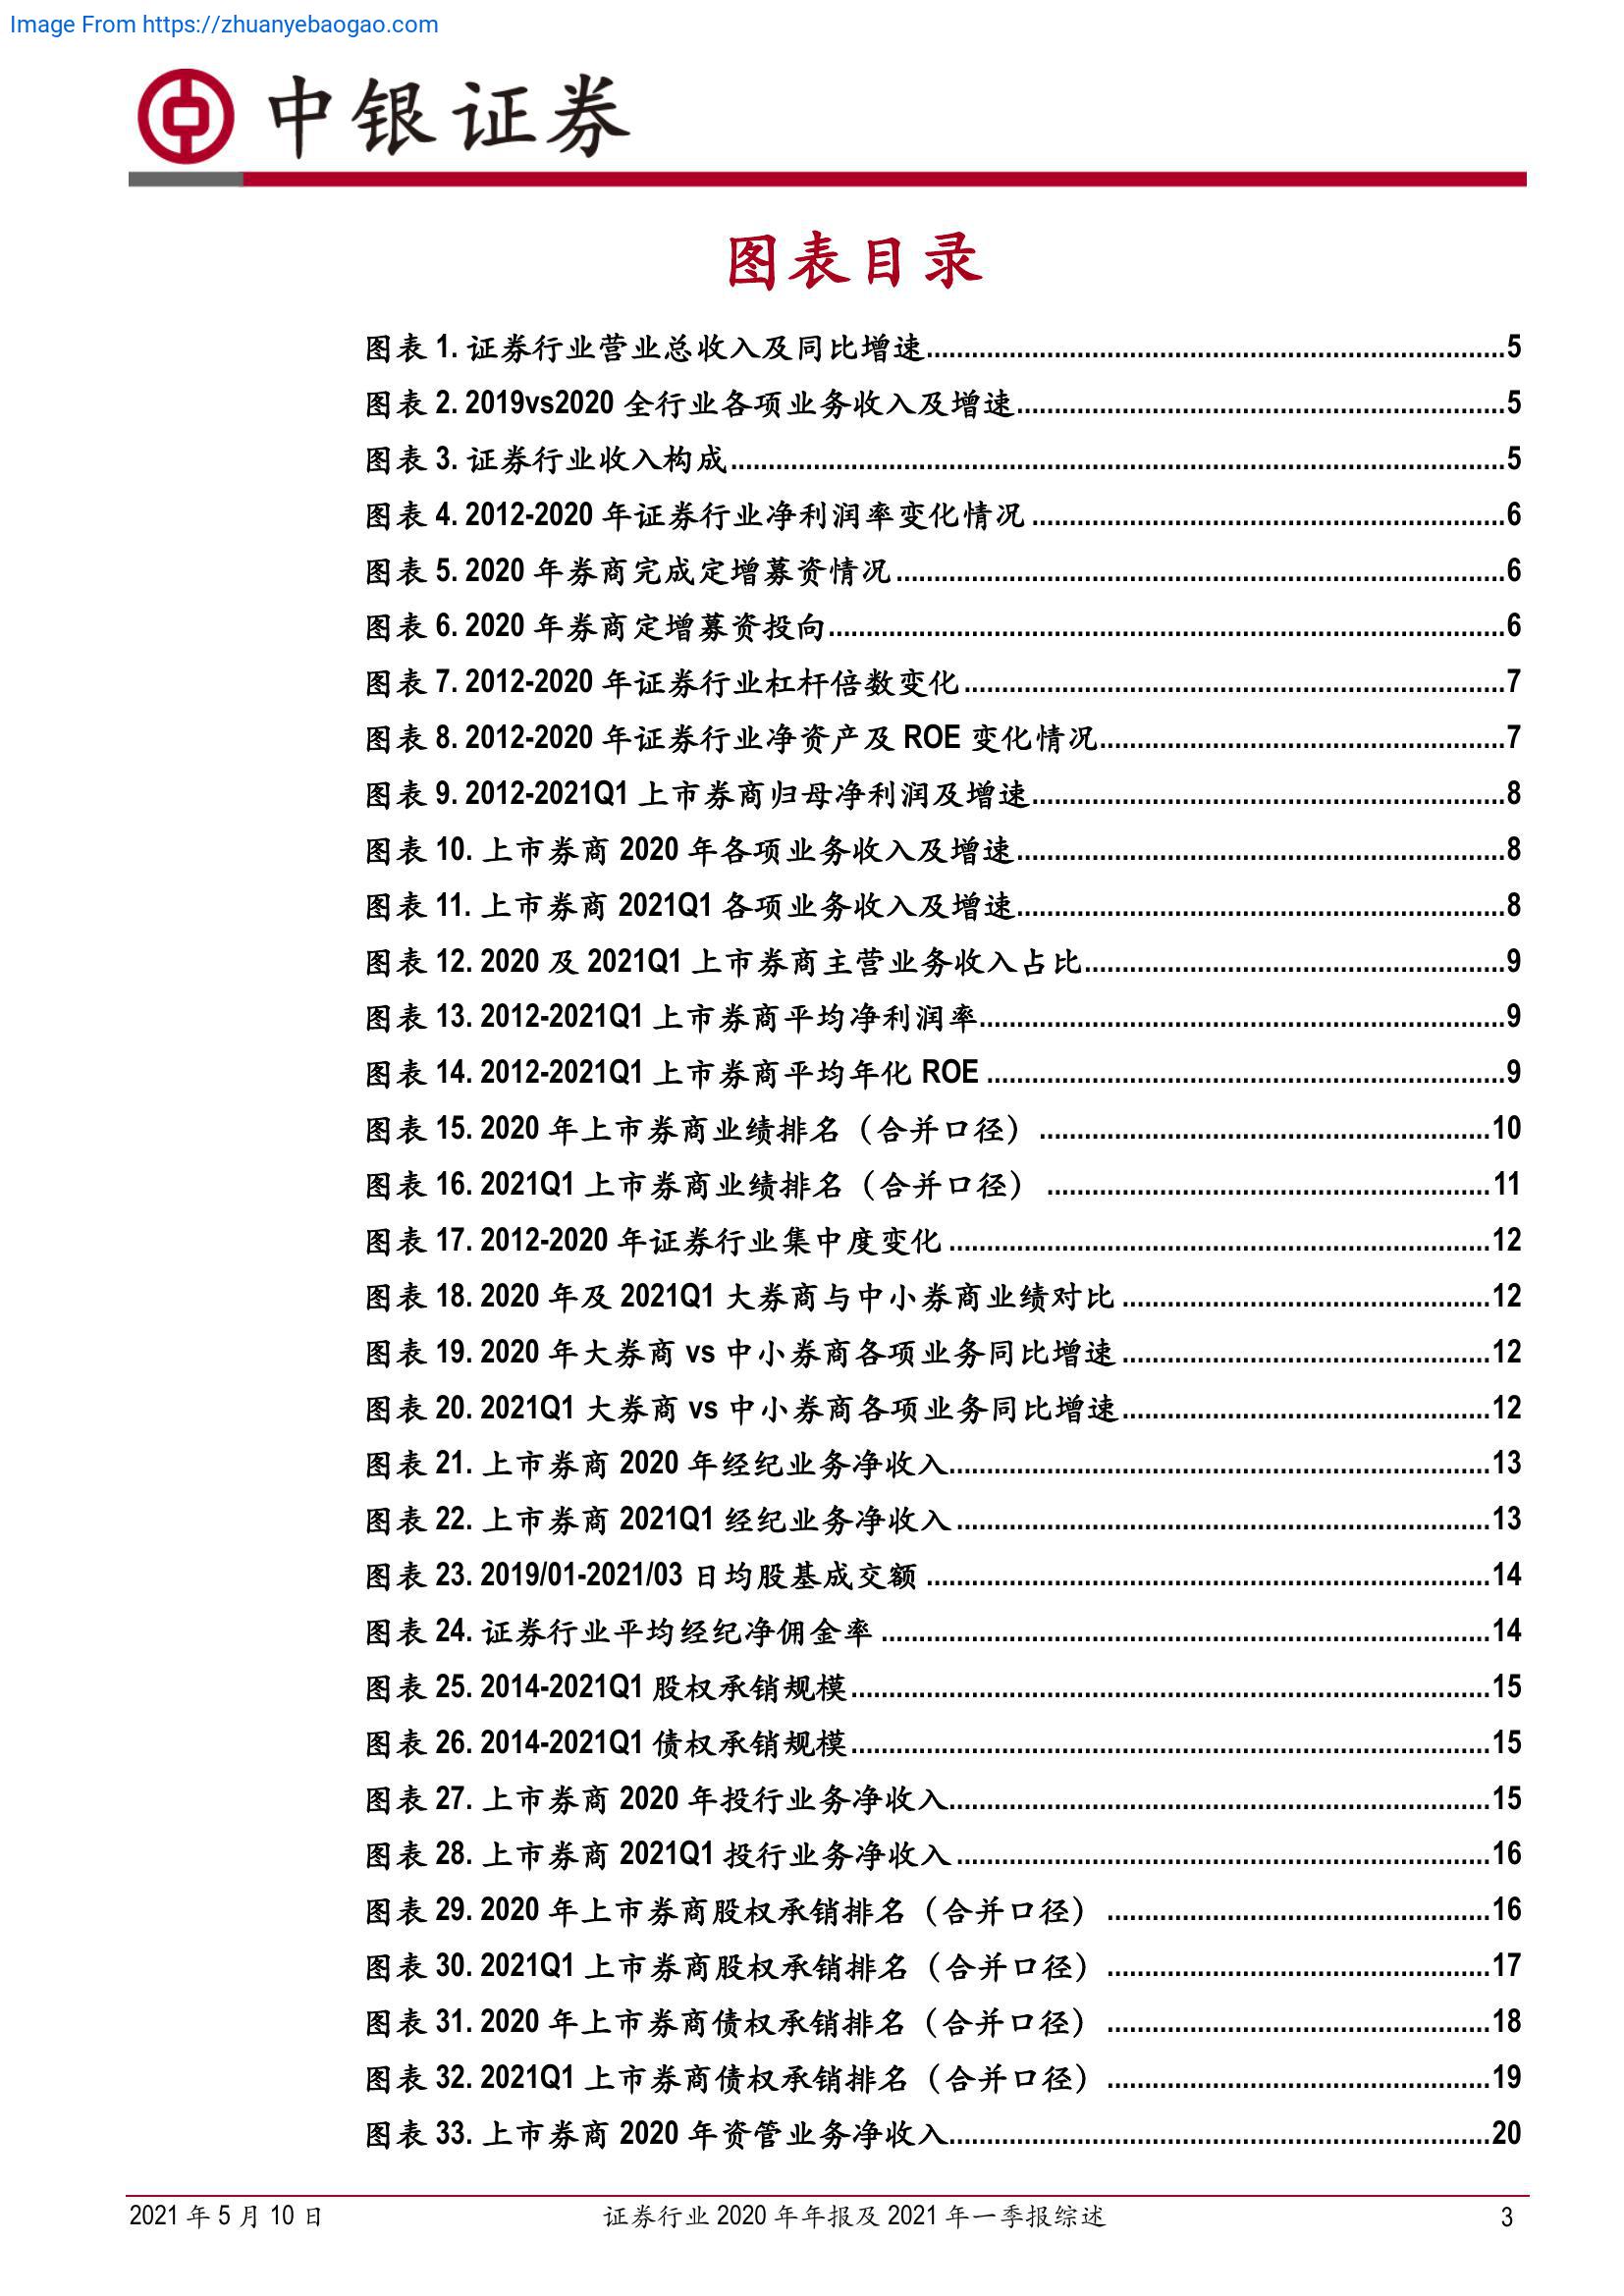 Image From https://zhuanyebaogao.com
中银证券
图表目录
图表 1. 证券行业营业总收入及同比增速..........5
图表 2. 2019vs2020 全行业各项业务收入及增速..........5
图表 3. 证券行业收入构成..........5
图表 4. 2012-2020 年证券行业净利润率变化情况..........6
图表 5. 2020 年券商完成定增募资情况..........6
图表 6. 2020 年券商定增募资投向..........6
图表 7. 2012-2020 年证券行业杠杆倍数变化..........7
图表 8. 2012-2020 年证券行业净资产及 ROE 变化情况..........7
图表 9. 2012-2021Q1 上市券商归母净利润及增速..........8
图表 10. 上市券商 2020 年各项业务收入及增速..........8
图表 11. 上市券商 2021Q1 各项业务收入及增速..........8
图表 12. 2020 及 2021Q1 上市券商主营业务收入占比..........9
图表 13. 2012-2021Q1 上市券商平均净利润率..........9
图表 14. 2012-2021Q1 上市券商平均年化 ROE..........9
图表 15. 2020 年上市券商业绩排名（合并口径）..........10
图表 16. 2021Q1 上市券商业绩排名（合并口径）..........11
图表 17. 2012-2020 年证券行业集中度变化..........12
图表 18. 2020 年及 2021Q1 大券商与中小券商业绩对比..........12
图表 19. 2020 年大券商 vs 中小券商各项业务同比增速..........12
图表 20. 2021Q1 大券商 vs 中小券商各项业务同比增速..........12
图表 21. 上市券商 2020 年经纪业务净收入..........13
图表 22. 上市券商 2021Q1 经纪业务净收入..........13
图表 23. 2019/01-2021/03 日均股基成交额..........14
图表 24. 证券行业平均经纪净佣金率..........14
图表 25. 2014-2021Q1 股权承销规模..........15
图表 26. 2014-2021Q1 债权承销规模..........15
图表 27. 上市券商 2020 年投行业务净收入..........15
图表 28. 上市券商 2021Q1 投行业务净收入..........16
图表 29. 2020 年上市券商股权承销排名（合并口径）..........16
图表 30. 2021Q1 上市券商股权承销排名（合并口径）..........17
图表 31. 2020 年上市券商债权承销排名（合并口径）..........18
图表 32. 2021Q1 上市券商债权承销排名（合并口径）..........19
图表 33. 上市券商 2020 年资管业务净收入..........20
2021 年 5 月 10 日 证券行业 2020 年年报及 2021 年一季报综述 3